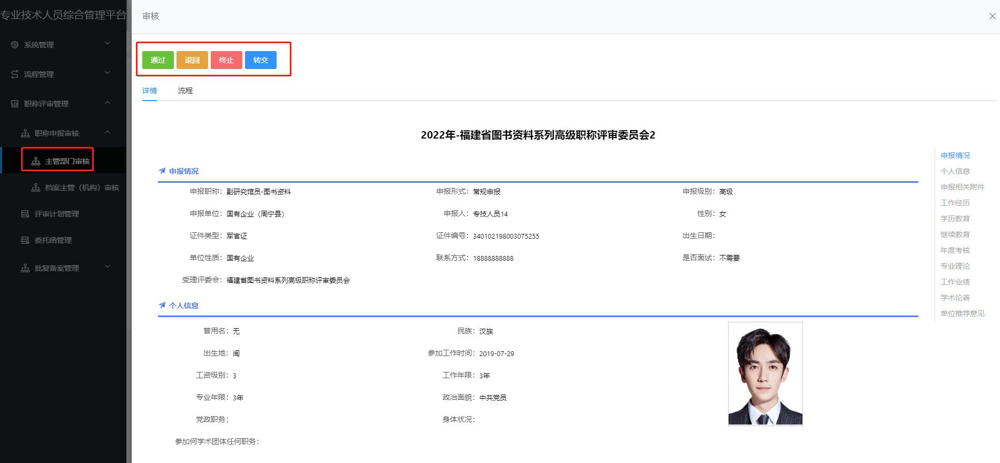 专业技术人员综合管理平台
系统管理
流程管理
职称评审管理
职称申报审核
主管部门审核
档案主管（机构）审核
评审计划管理
委托函管理
批复备案管理
审核
通过 退回 终止 转交
详情 流程
2022年-福建省图书资料系列高级职称评审委员会2
申报情况
申报职称：副研究馆员-图书资料 申报形式：常规申报 申报级别：高级
申报单位：国有企业（周宁县） 申报人：专技人员14 性别：女
证件类型：军官证 证件编号：340102198003075255 出生日期：
单位性质：国有企业 联系方式：18888888888 是否面试：不需要
受理评委会：福建省图书资料系列高级职称评审委员会
个人信息
曾用名：无 民族：汉族
出生地：闽 参加工作时间：2019-07-29
工资级别：3 工作年限：3年
专业年限：3年 政治面貌：中共党员
党政职务： 身体状况：
参加何学术团体任何职务：
申报情况
个人信息
申报相关附件
工作经历
学历教育
继续教育
年度考核
专业理论
工作业绩
学术论著
单位推荐意见